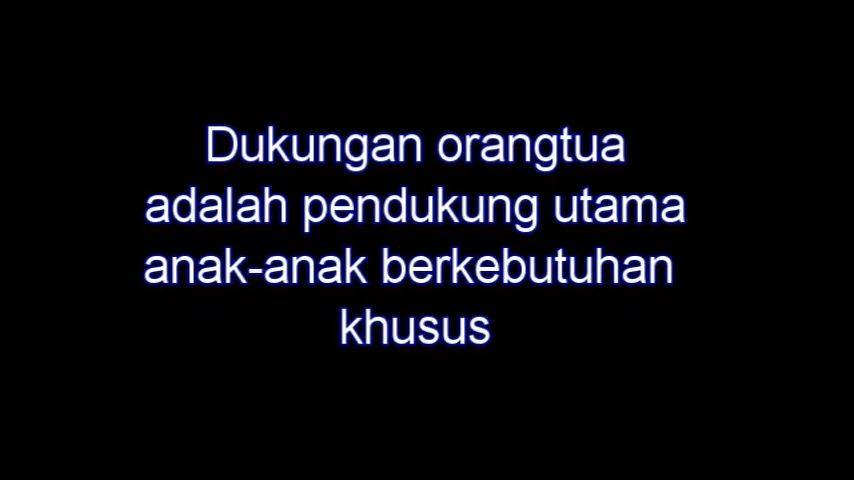 Dukungan orangtua
adalah pendukung utama
anak-anak berkebutuhan
khusus